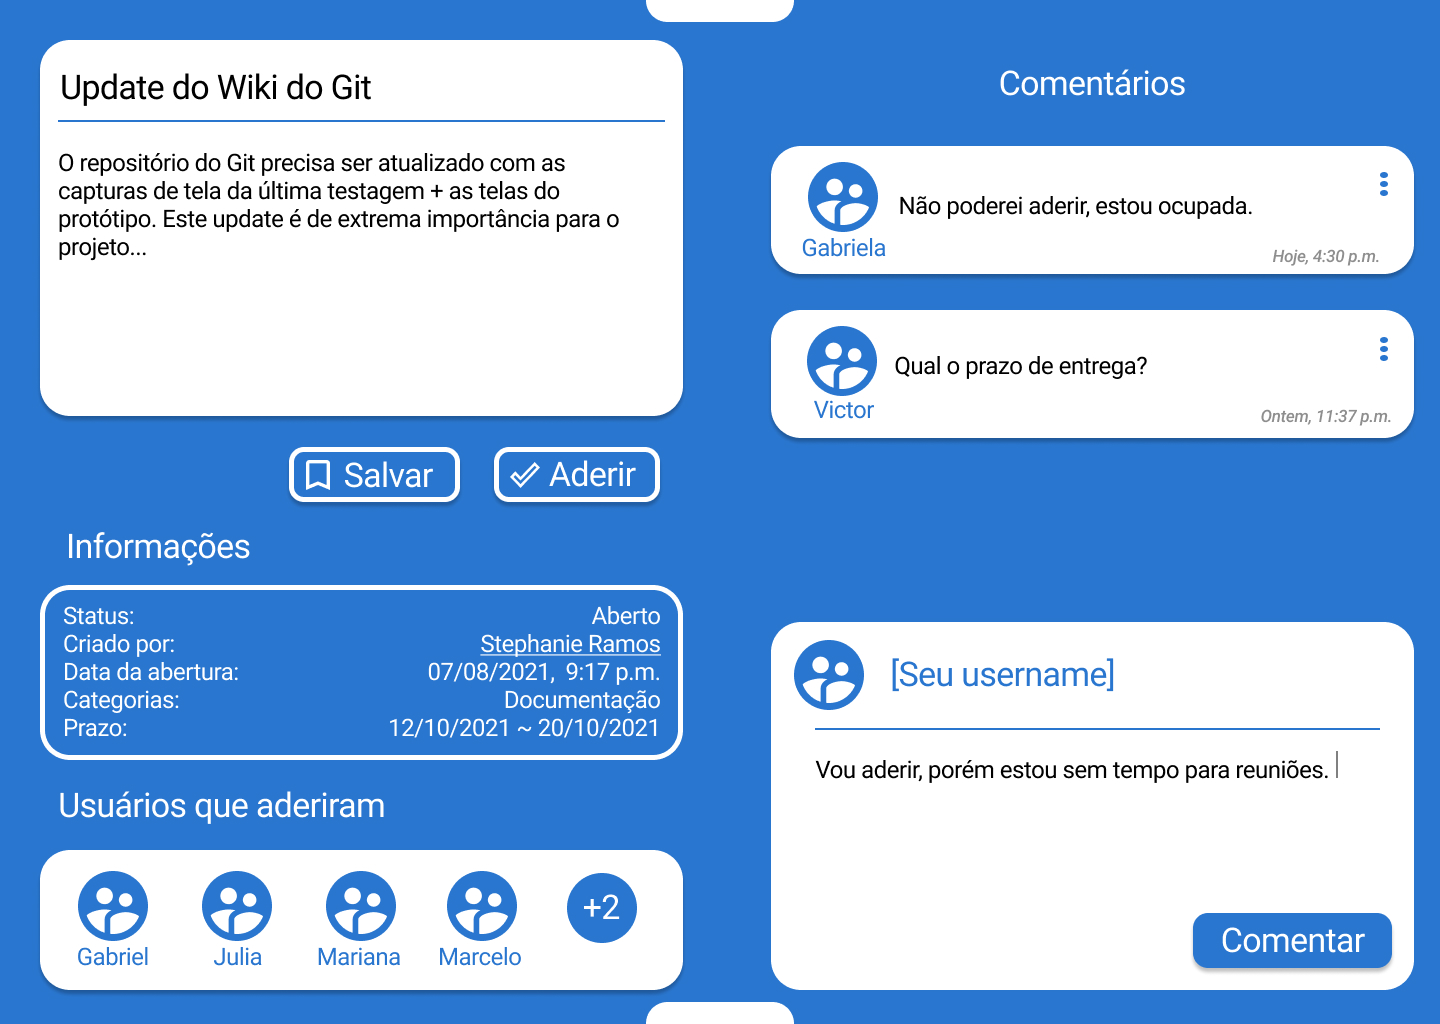 Update do Wiki do Git
O repositório do Git precisa ser atualizado com as
capturas de tela da última testagem + as telas do
protótipo. Este update é de extrema importância para o
projeto...
Salvar
Aderir
Informações
Status: Aberto
Criado por: Stephanie Ramos
Data da abertura: 07/08/2021, 9:17 p.m.
Categorias: Documentação
Prazo: 12/10/2021 ~ 20/10/2021
Usuários que aderiram
Gabriel
Julia
Mariana
Marcelo
+2
Comentários
Não poderei aderir, estou ocupada.
Gabriela
Hoje, 4:30 p.m.
Qual o prazo de entrega?
Victor
Ontem, 11:37 p.m.
[Seu username]
Vou aderir, porém estou sem tempo para reuniões.
Comentar